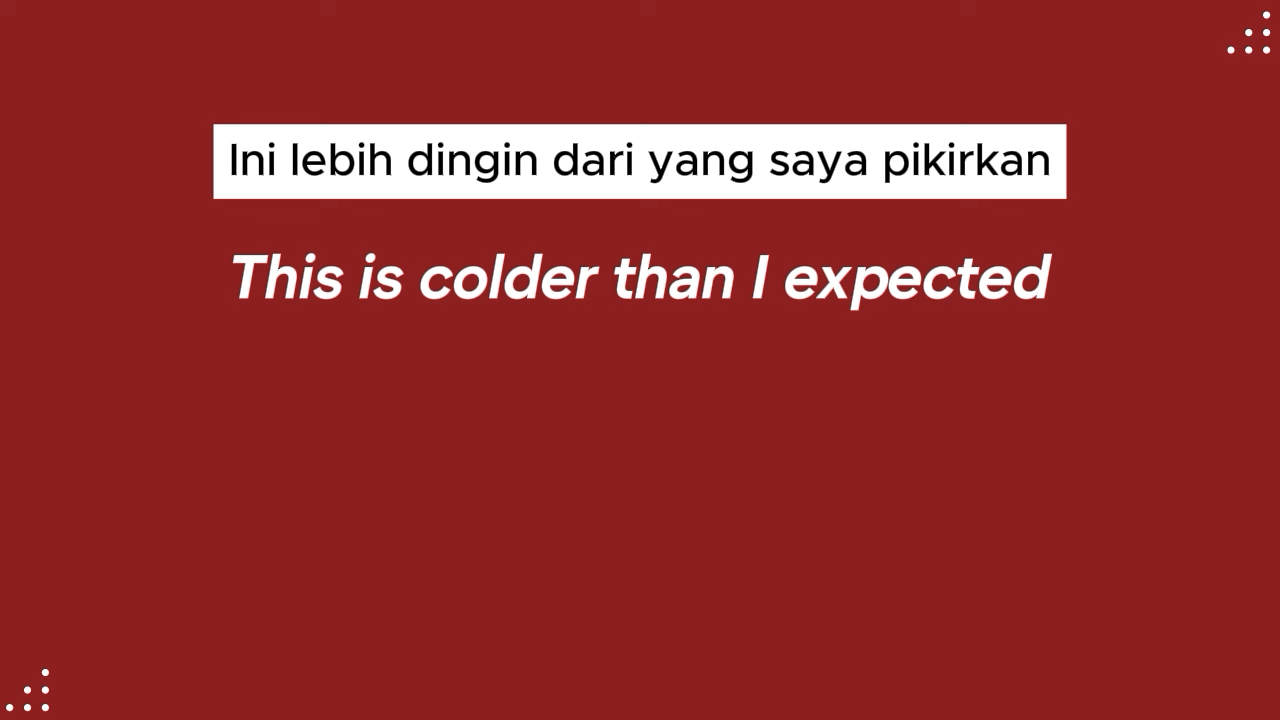 Ini lebih dingin dari yang saya pikirkan
This is colder than I expected